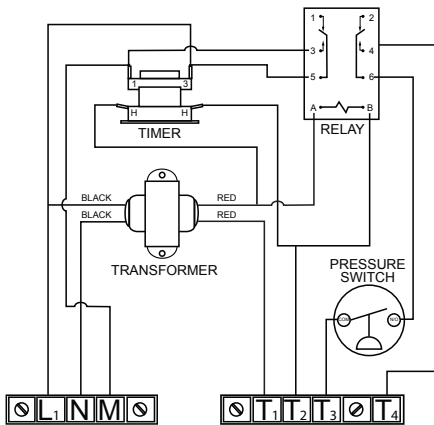 1 2
3 4
5 6
A B
RELAY
1 3
H H
TIMER
BLACK RED
BLACK RED
TRANSFORMER
PRESSURE
SWITCH
COM N/O
L1 N M
T1 T2 T3 T4